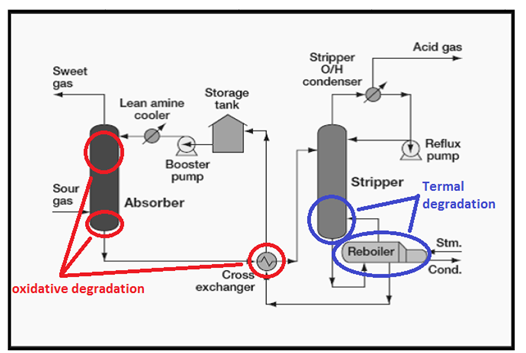 Sweet
gas
Lean amine
cooler
Storage
tank
Booster
pump
Sour
gas
Absorber
oxidative degradation
Cross
exchanger
Stripper
O/H
condenser
Acid gas
Reflux
pump
Stripper
Termal
degradation
Reboiler
Stm.
Cond.